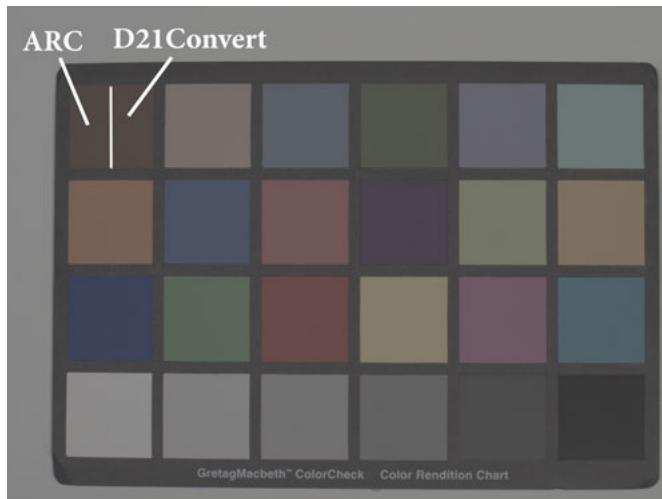 ARC D21Convert
GretagMacbeth™ ColorCheck Color Rendition Chart